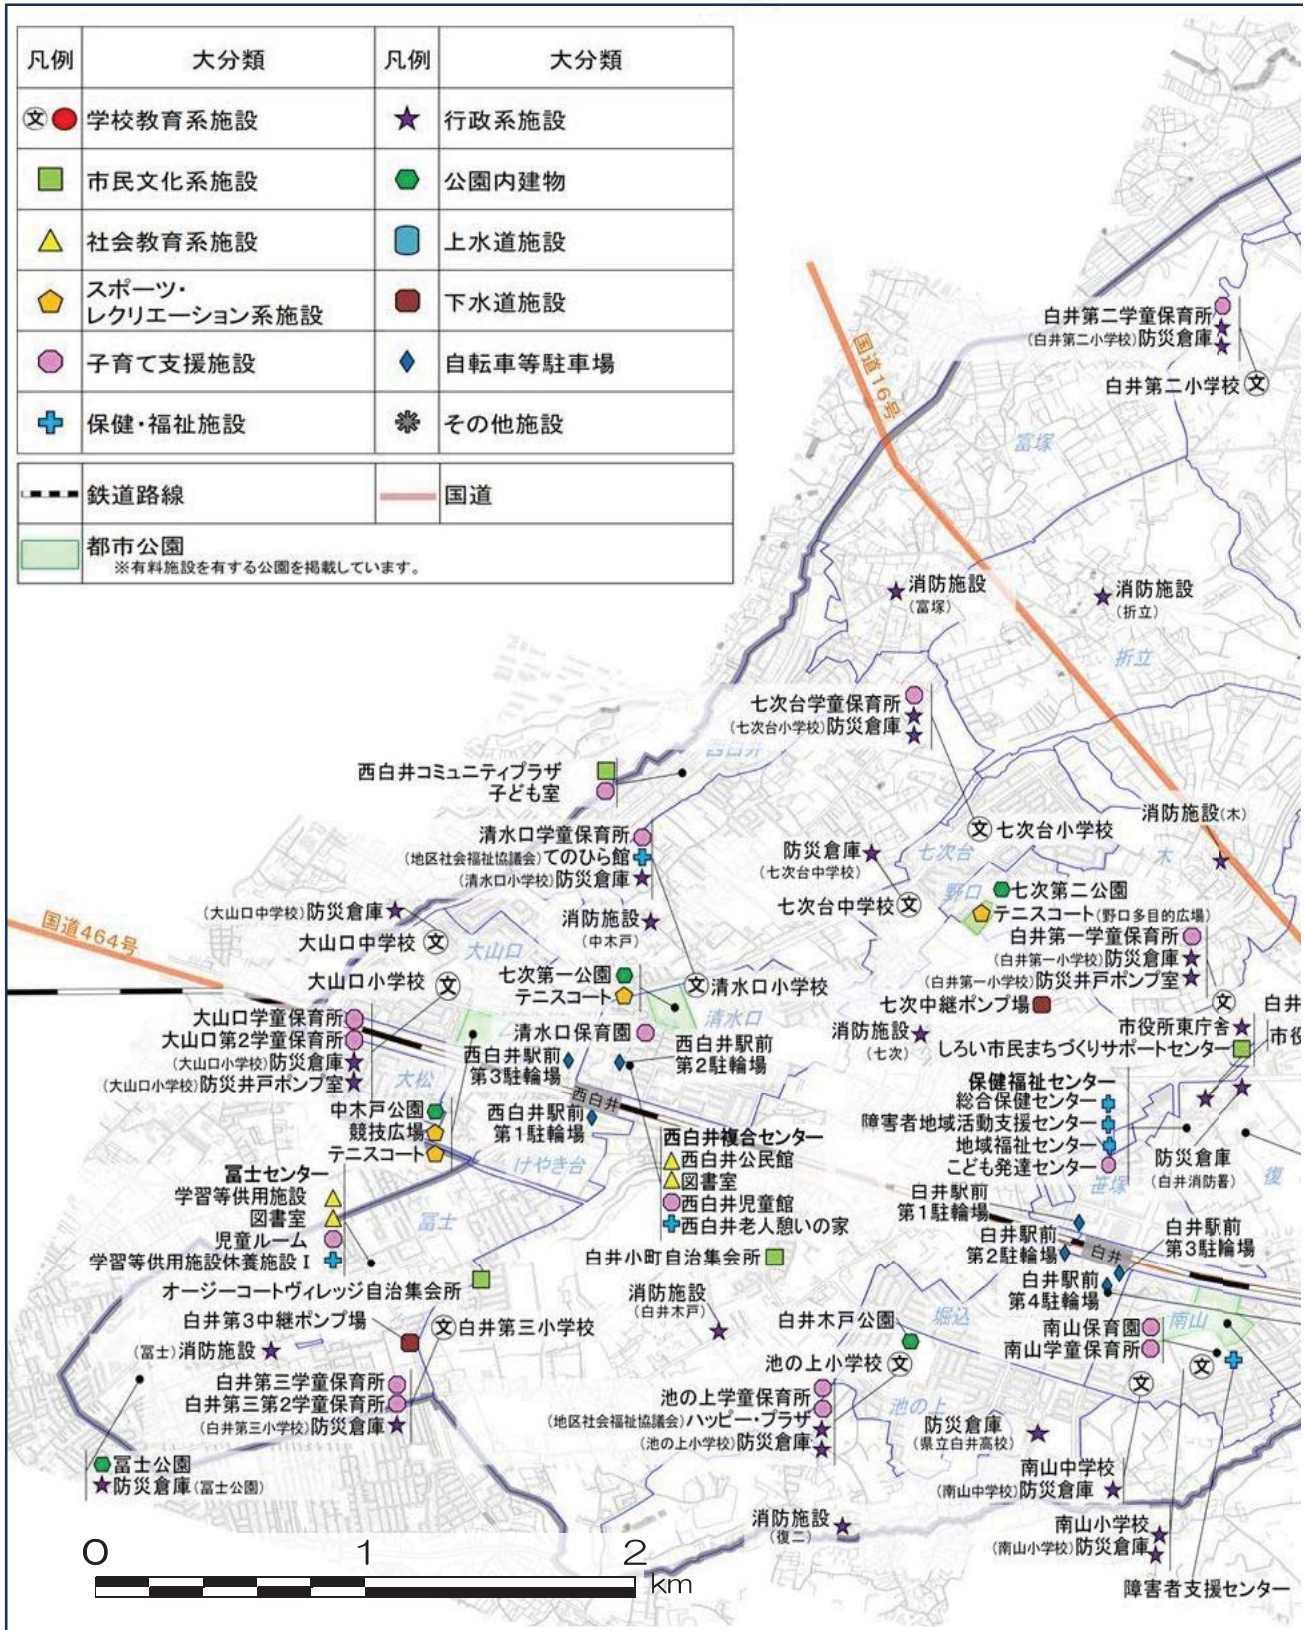 凡例 大分類 凡例 大分類
文 学校教育系施設 行政系施設
市民文化系施設 公園内建物
社会教育系施設 上水道施設
スポーツ・
レクリエーション系施設 下水道施設
子育て支援施設 自転車等駐車場
保健・福祉施設 その他施設
鉄道路線 国道
都市公園
※有料施設を有する公園を掲載しています。
国道16号
白井第二学童保育所
(白井第二小学校)防災倉庫
白井第二小学校 文
富塚
消防施設
(富塚)
消防施設
(折立)
折立
七次台学童保育所
(七次台小学校)防災倉庫
西白井
西白井コミュニティプラザ
子ども室
消防施設(木)
文 七次台小学校
清水口学童保育所
(地区社会福祉協議会)てのひら館
(清水口小学校)防災倉庫
防災倉庫
(七次台中学校)
七次台
木
野口
七次第二公園
七次台中学校 文
テニスコート(野口多目的広場)
(大山口中学校)防災倉庫
消防施設
(中木戸)
国道464号
大山口中学校 文
大山口
白井第一学童保育所
(白井第一小学校)防災倉庫
(白井第一小学校)防災井戸ポンプ室
大山口小学校 文
七次第一公園
テニスコート
文 清水口小学校
七次中継ポンプ場
文
白井
大山口学童保育所
大山口第2学童保育所
(大山口小学校)防災倉庫
(大山口小学校)防災井戸ポンプ室
清水口保育園
清水口
消防施設
(七次)
市役所東庁舎
しろい市民まちづくりサポートセンター
市役
西白井駅前
第3駐輪場
西白井駅前
第2駐輪場
大松
西白井
中木戸公園
競技広場
テニスコート
西白井駅前
第1駐輪場
けやき台
西白井複合センター
西白井公民館
図書室
西白井児童館
西白井老人憩いの家
保健福祉センター
総合保健センター
障害者地域活動支援センター
地域福祉センター
こども発達センター
防災倉庫
(白井消防署)
笹塚
復
冨士センター
学習等供用施設
図書室
児童ルーム
学習等供用施設休養施設Ⅰ
冨士
白井駅前
第1駐輪場
白井駅前
第2駐輪場
白井
白井駅前
第3駐輪場
白井駅前
第4駐輪場
白井小町自治集会所
オージーコートヴィレッジ自治集会所
消防施設
(白井木戸)
白井第3中継ポンプ場
文 白井第三小学校
(冨士)消防施設
白井木戸公園
堀込
南山
南山保育園
南山学童保育所
池の上小学校 文
文
文
白井第三学童保育所
白井第三第2学童保育所
(白井第三小学校)防災倉庫
池の上学童保育所
(地区社会福祉協議会)ハッピー・プラザ
(池の上小学校)防災倉庫
池の上
防災倉庫
(県立白井高校)
冨士公園
防災倉庫(冨士公園)
南山中学校
(南山中学校)防災倉庫
消防施設
(復二)
南山小学校
(南山小学校)防災倉庫
障害者支援センター
0 1 2
km